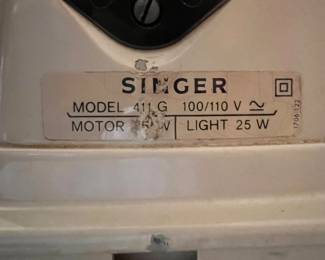 SINGER
MODEL 411 G 100/110 V
MOTOR W LIGHT 25 W